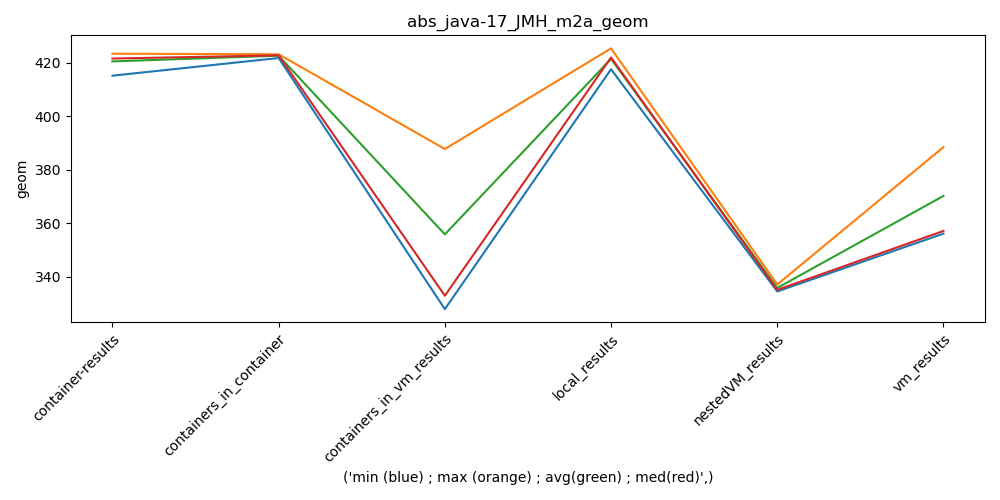 abs_java-17_JMH_m2a_geom
geom
420
400
380
360
340
container-results
containers_in_container
containers_in_vm_results
local_results
nestedVM_results
vm_results
('min (blue) ; max (orange) ; avg(green) ; med(red)',)